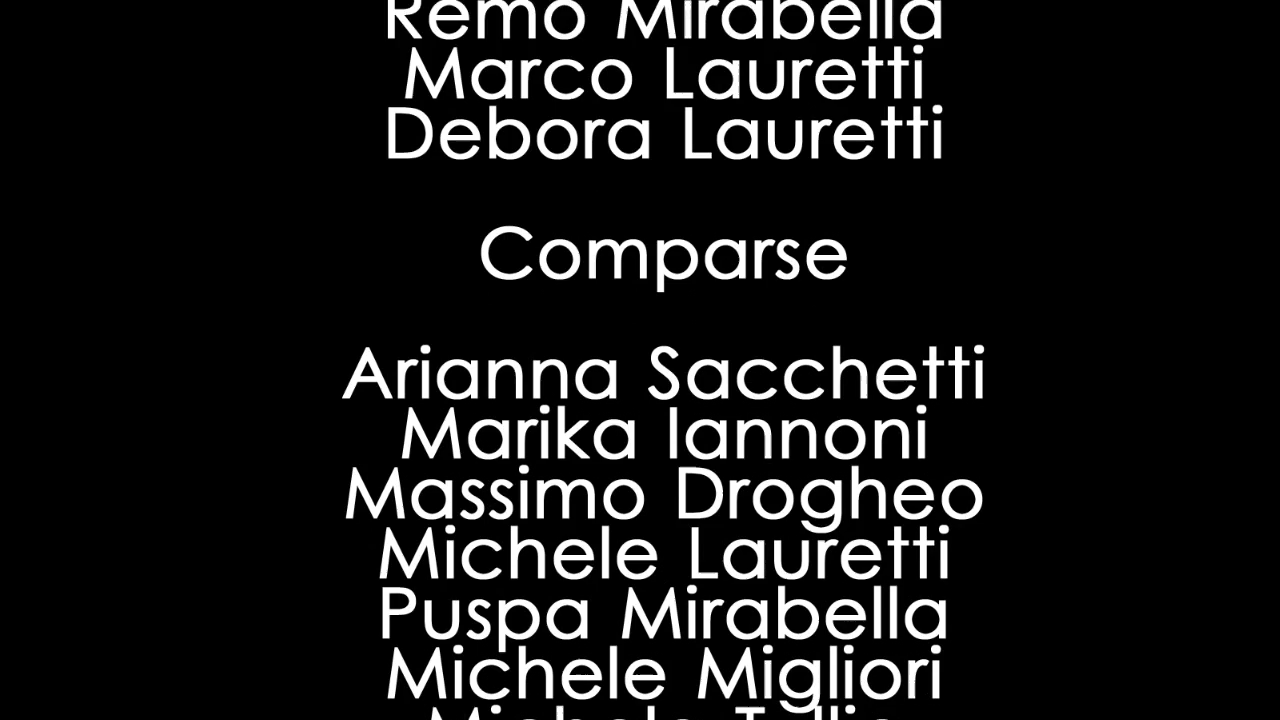 Remo Mirabella
Marco Lauretti
Debora Lauretti
Comparse
Arianna Sacchetti
Marika Iannoni
Massimo Drogheo
Michele Lauretti
Puspa Mirabella
Michele Migliori